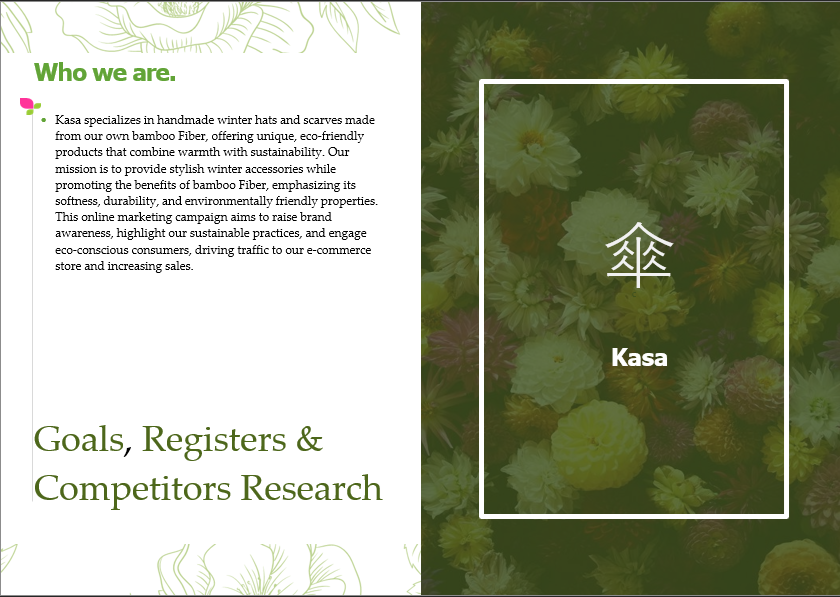 Who we are.
• Kasa specializes in handmade winter hats and scarves made
from our own bamboo Fiber, offering unique, eco-friendly
products that combine warmth with sustainability. Our
mission is to provide stylish winter accessories while
promoting the benefits of bamboo Fiber, emphasizing its
softness, durability, and environmentally friendly properties.
This online marketing campaign aims to raise brand
awareness, highlight our sustainable practices, and engage
eco-conscious consumers, driving traffic to our e-commerce
store and increasing sales.
Goals, Registers &
Competitors Research
傘
Kasa